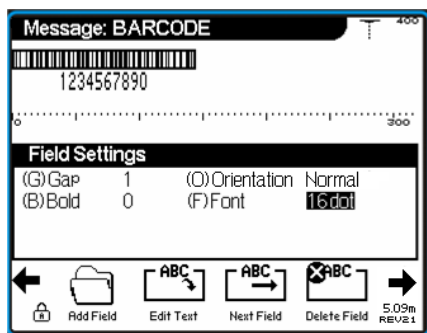 Message: BARCODE
400
1234567890
0 300
Field Settings
(G)Gap 1 (O)Orientation Normal
(B)Bold 0 (F)Font 16dot
ABC ABC ABC
Add Field Edit Text Next Field Delete Field 5.09m
REV21